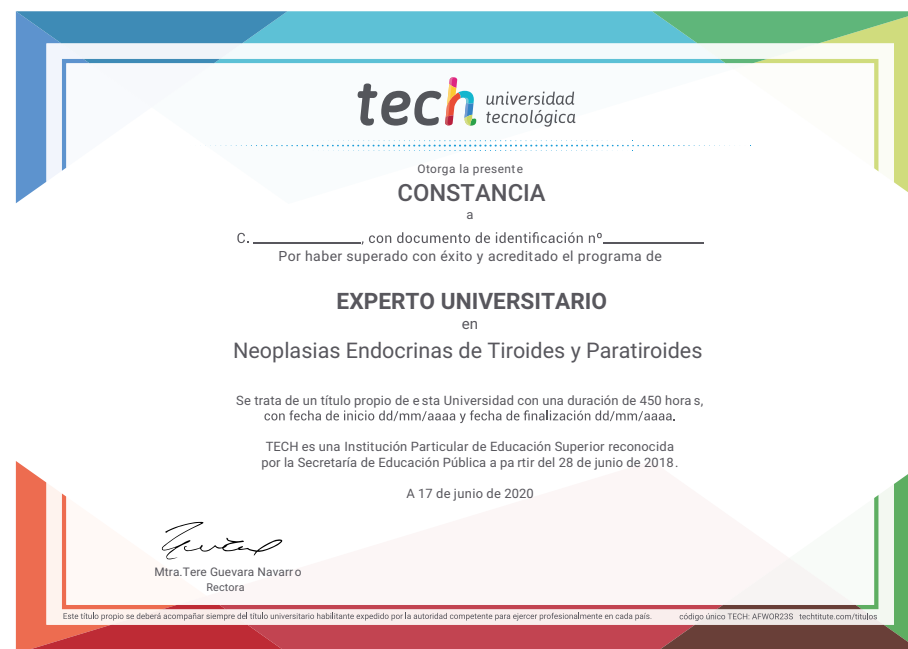 tech universidad
tecnológica
Otorga la presente
CONSTANCIA
a
C. ____________, con documento de identificación nº____________
Por haber superado con éxito y acreditado el programa de
EXPERTO UNIVERSITARIO
en
Neoplasias Endocrinas de Tiroides y Paratiroides
Se trata de un título propio de esta Universidad con una duración de 450 horas,
con fecha de inicio dd/mm/aaaa y fecha de finalización dd/mm/aaaa.
TECH es una Institución Particular de Educación Superior reconocida
por la Secretaría de Educación Pública a partir del 28 de junio de 2018.
A 17 de junio de 2020
Mtra.Tere Guevara Navarro
Rectora
Este título propio se deberá acompañar siempre del título universitario habilitante expedido por la autoridad competente para ejercer profesionalmente en cada país. código único TECH: AFWOR23S techtitute.com/titulos